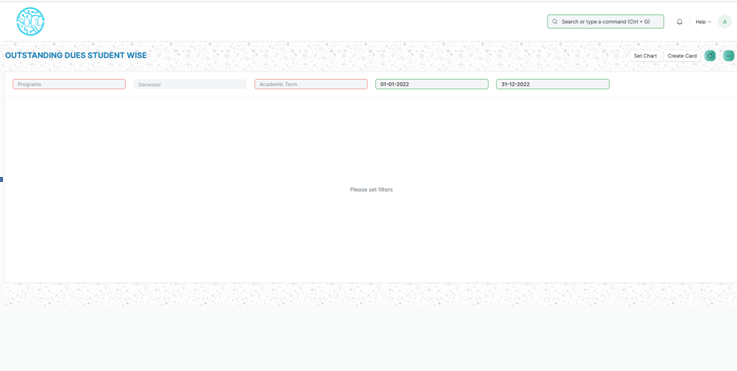 Search or type a command (Ctrl + G)
Help
A
OUTSTANDING DUES STUDENT WISE
Set Chart
Create Card
Programs
Semester
Academic Term
01-01-2022
31-12-2022
Please set filters